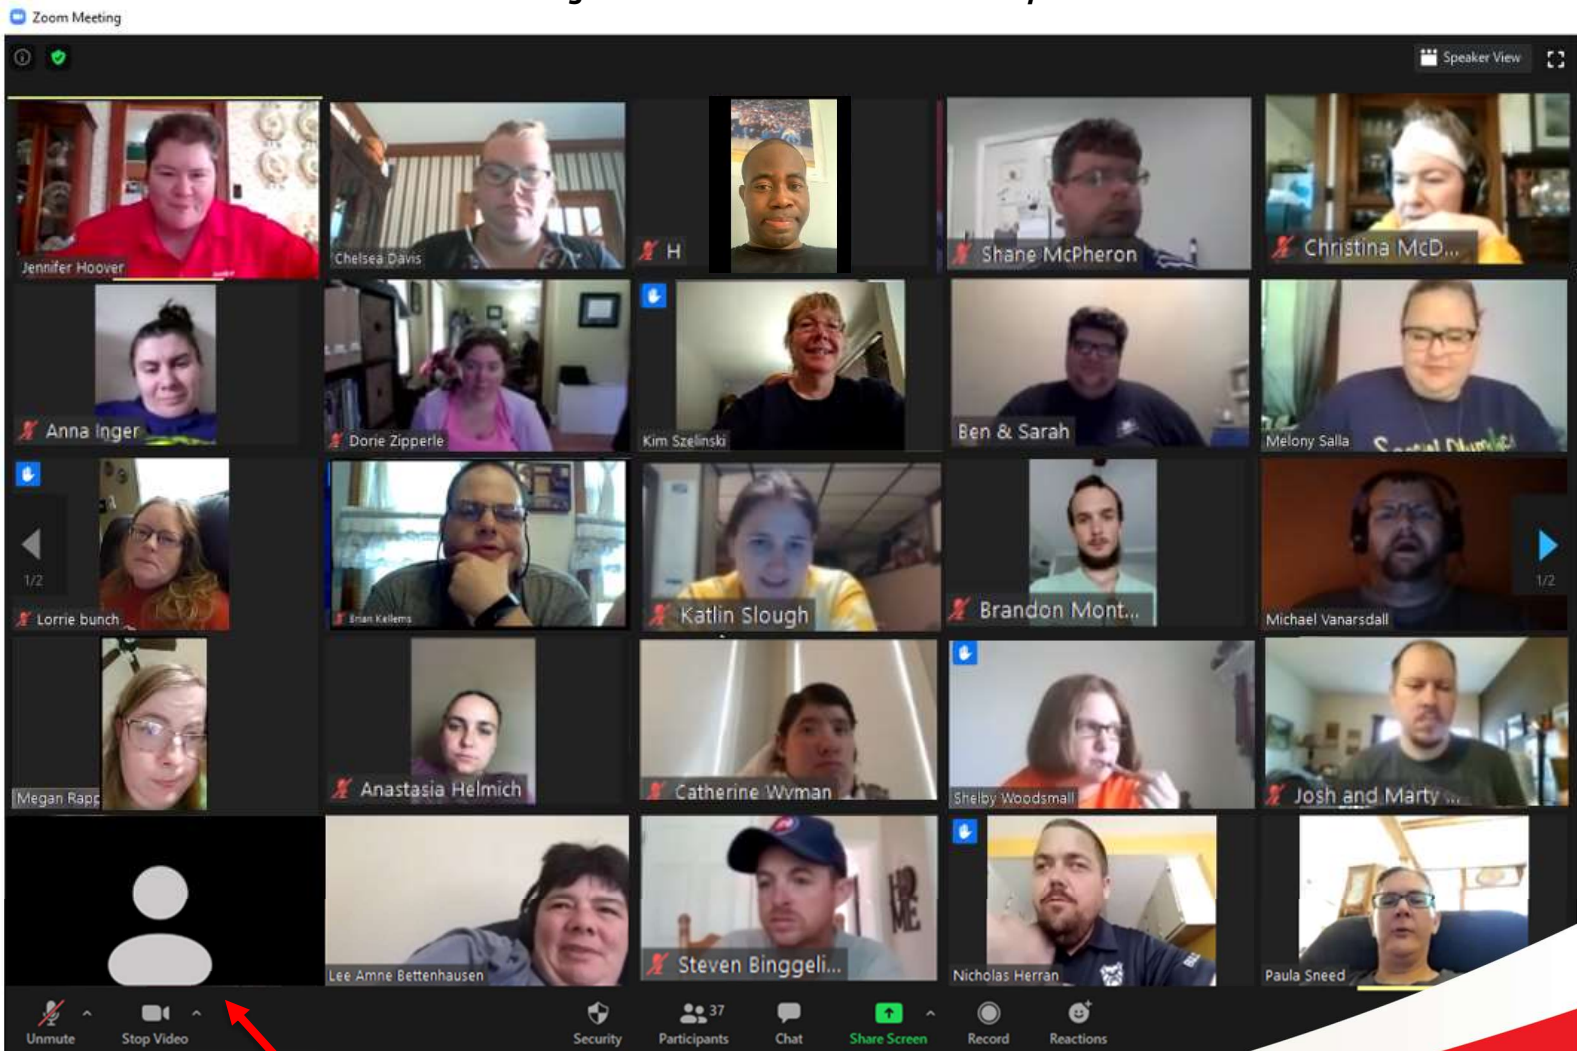 Zoom Meeting
Speaker View
Jennifer Hoover
Chelsea Davis
H
Shane McPheron
Christina McD...
Anna Inger
Dorie Zipperle
Kim Szelinski
Ben & Sarah
Melony Salla
1/2
Lorrie bunch
Brian Kellems
Katlin Slough
Brandon Mont...
1/2
Michael Vanarsdall
Megan Rapp
Anastasia Helmich
Catherine Wyman
Shelby Woodsmall
Josh and Marty ...
HOME
Lee Amne Bettenhausen
Steven Binggeli...
Nicholas Herran
Paula Sneed
Unmute
Stop Video
Security
37
Participants
Chat
Share Screen
Record
Reactions